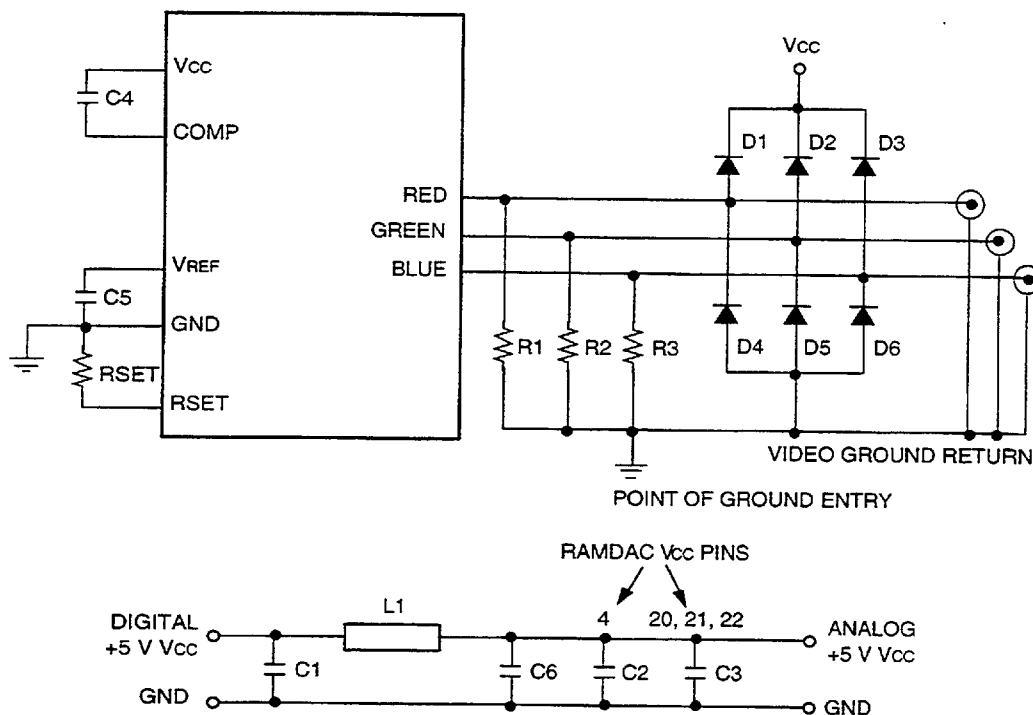 Vcc
C4
COMP
VREF
C5
GND
RSET
RSET
RED
GREEN
BLUE
Vcc
D1
D2
D3
R1
R2
R3
D4
D5
D6
VIDEO GROUND RETURN
POINT OF GROUND ENTRY
RAMDAC Vcc PINS
DIGITAL
+5 V Vcc
L1
4
20, 21, 22
ANALOG
+5 V Vcc
C1
C6
C2
C3
GND
GND